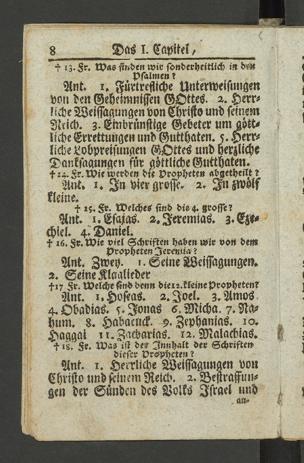 8 Das I. Capitel,
† 13. Fr. Was finden wir sonderheitlich in den
Psalmen?
Ant. 1. Fürtrefliche Unterweisungen
von den Geheimnissen GOttes. 2. Herr-
liche Weissagungen von Christo und seinem
Reich. 3. Einbrünstige Gebeter um gött-
liche Errettungen und Gutthaten. 5. Herr-
liche Lobpreisungen GOttes und herzliche
Danksagungen für göttliche Gutthaten.
† 14. Fr. Wie werden die Propheten abgetheilt?
Ant. 1. In vier grosse. 2. In zwölf
kleine.
† 15. Fr. Welches sind die 4. grosse?
Ant. 1. Esajas. 2. Jeremias. 3. Eze-
chiel. 4. Daniel.
† 16. Fr. Wie viel Schriften haben wir von dem
Propheten Jeremia?
Ant. Zwey. 1. Seine Weissagungen.
2. Seine Klaglieder
† 17 Fr. Welche sind denn die 12. kleine Propheten?
Ant. 1. Hoseas. 2. Joel. 3. Amos
4. Obadias. 5. Jonas 6. Micha. 7. Na-
hum. 8. Habacuck. 9. Zephanias. 10.
Haggai 11. Zacharias. 12. Malachias.
† 18. Fr. Was ist der Innhalt der Schriften
dieser Propheten?
Ant. 1. Herrliche Weissagungen von
Christo und seinem Reich. 2. Bestraffun-
gen der Sünden des Volks Israel und
an-